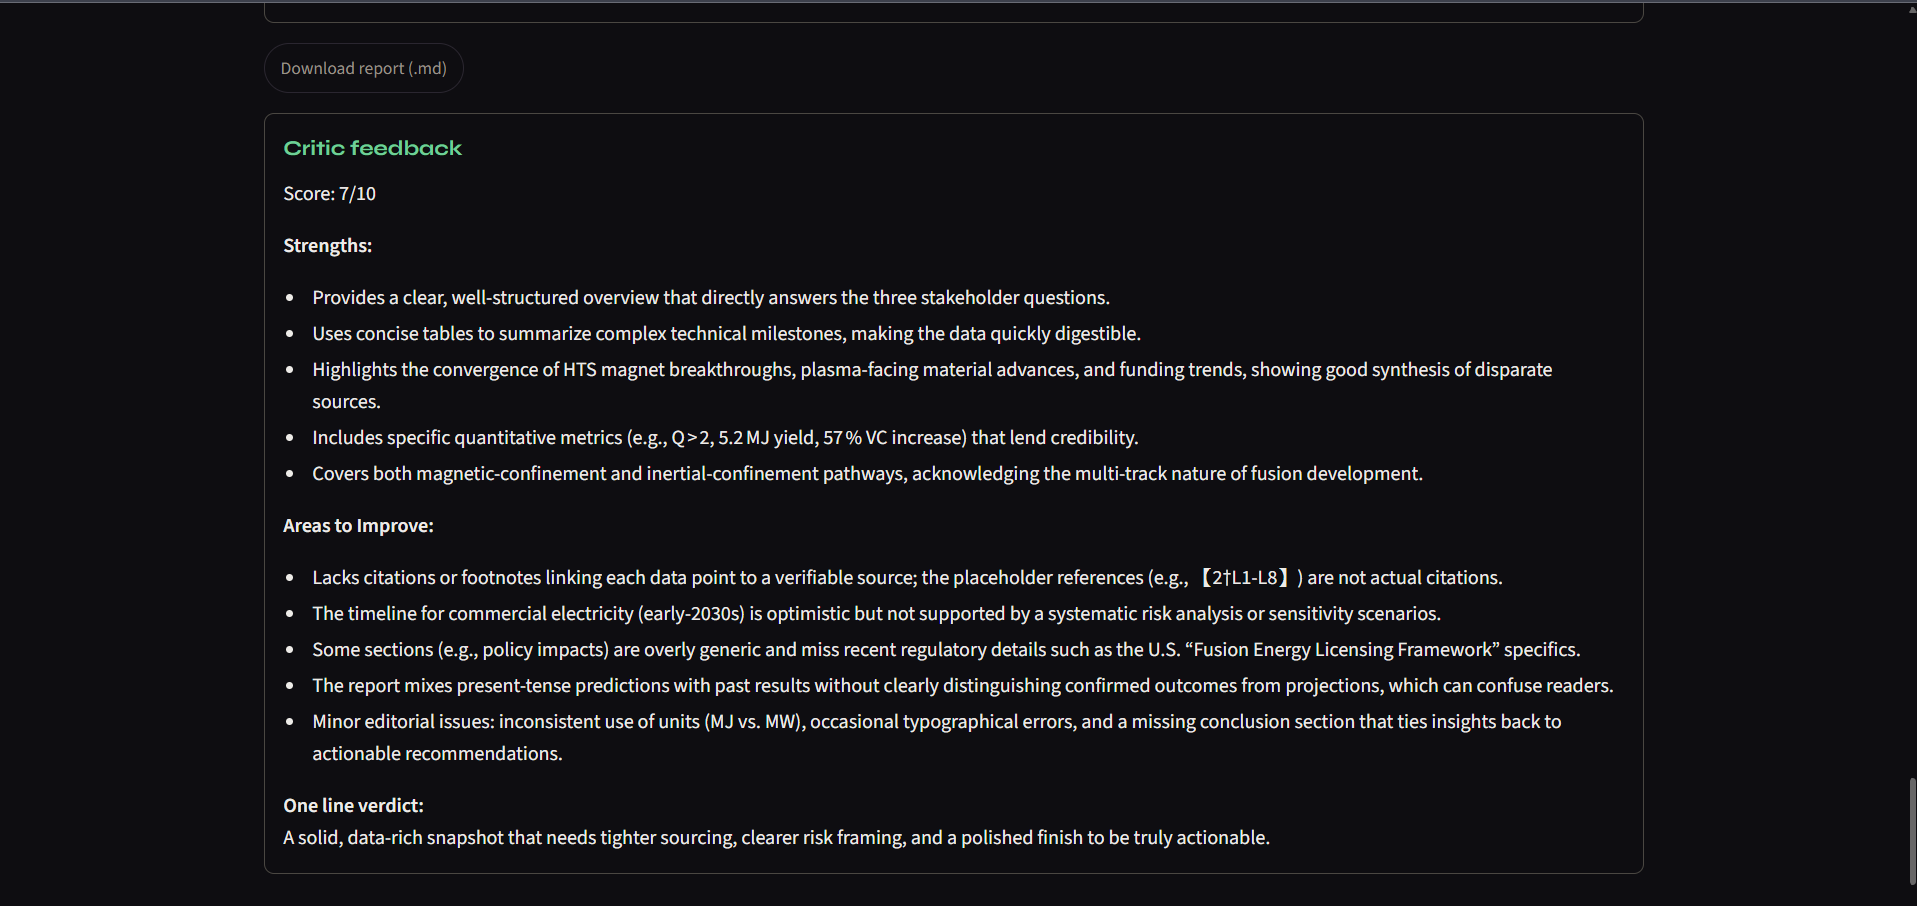 Download report (.md)
Critic feedback
Score: 7/10
Strengths:
Provides a clear, well-structured overview that directly answers the three stakeholder questions.
Uses concise tables to summarize complex technical milestones, making the data quickly digestible.
Highlights the convergence of HTS magnet breakthroughs, plasma-facing material advances, and funding trends, showing good synthesis of disparate
sources.
Includes specific quantitative metrics (e.g., Q > 2, 5.2 MJ yield, 57 % VC increase) that lend credibility.
Covers both magnetic-confinement and inertial-confinement pathways, acknowledging the multi-track nature of fusion development.
Areas to Improve:
Lacks citations or footnotes linking each data point to a verifiable source; the placeholder references (e.g., 【2†L1-L8】) are not actual citations.
The timeline for commercial electricity (early-2030s) is optimistic but not supported by a systematic risk analysis or sensitivity scenarios.
Some sections (e.g., policy impacts) are overly generic and miss recent regulatory details such as the U.S. “Fusion Energy Licensing Framework” specifics.
The report mixes present-tense predictions with past results without clearly distinguishing confirmed outcomes from projections, which can confuse readers.
Minor editorial issues: inconsistent use of units (MJ vs. MW), occasional typographical errors, and a missing conclusion section that ties insights back to
actionable recommendations.
One line verdict:
A solid, data-rich snapshot that needs tighter sourcing, clearer risk framing, and a polished finish to be truly actionable.